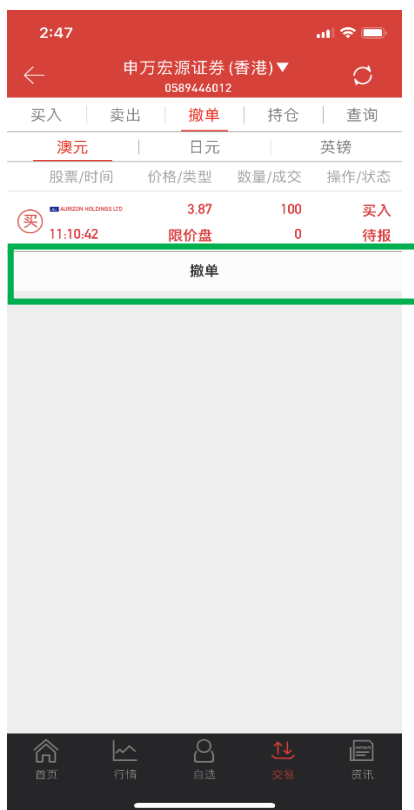 2:47
申万宏源证券(香港)▼
0589446012
买入 卖出 撤单 持仓 查询
澳元 日元 英镑
股票/时间 价格/类型 数量/成交 操作/状态
买 AU AURIZON HOLDINGS LTD 3.87 100 买入
11:10:42 限价盘 0 待报
撤单
首页 行情 自选 交易 资讯